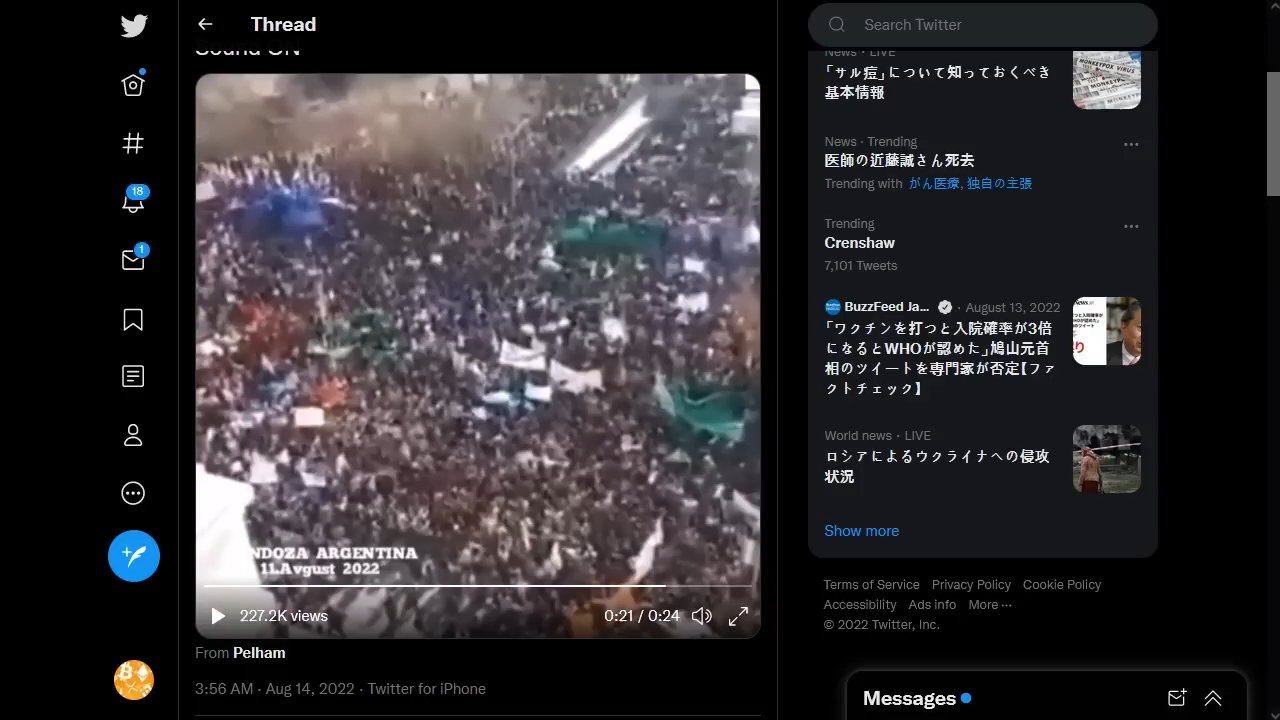 Thread
Sound ON
NDOZA ARGENTINA
11.Avgust 2022
227.2K views
0:21 / 0:24
From Pelham
3:56 AM · Aug 14, 2022 · Twitter for iPhone
18
1
Search Twitter
News · LIVE
「サル痘」について知っておくべき
基本情報
MONKEYPOX VIRUS
News · Trending
医師の近藤誠さん死去
Trending with がん医療, 独自の主張
Trending
Crenshaw
7,101 Tweets
BuzzFeed Ja... · August 13, 2022
「ワクチンを打つと入院確率が3倍
になるとWHOが認めた」鳩山元首
相のツイートを専門家が否定【ファ
クトチェック】
World news · LIVE
ロシアによるウクライナへの侵攻
状況
Show more
Terms of Service Privacy Policy Cookie Policy
Accessibility Ads info More ···
© 2022 Twitter, Inc.
Messages